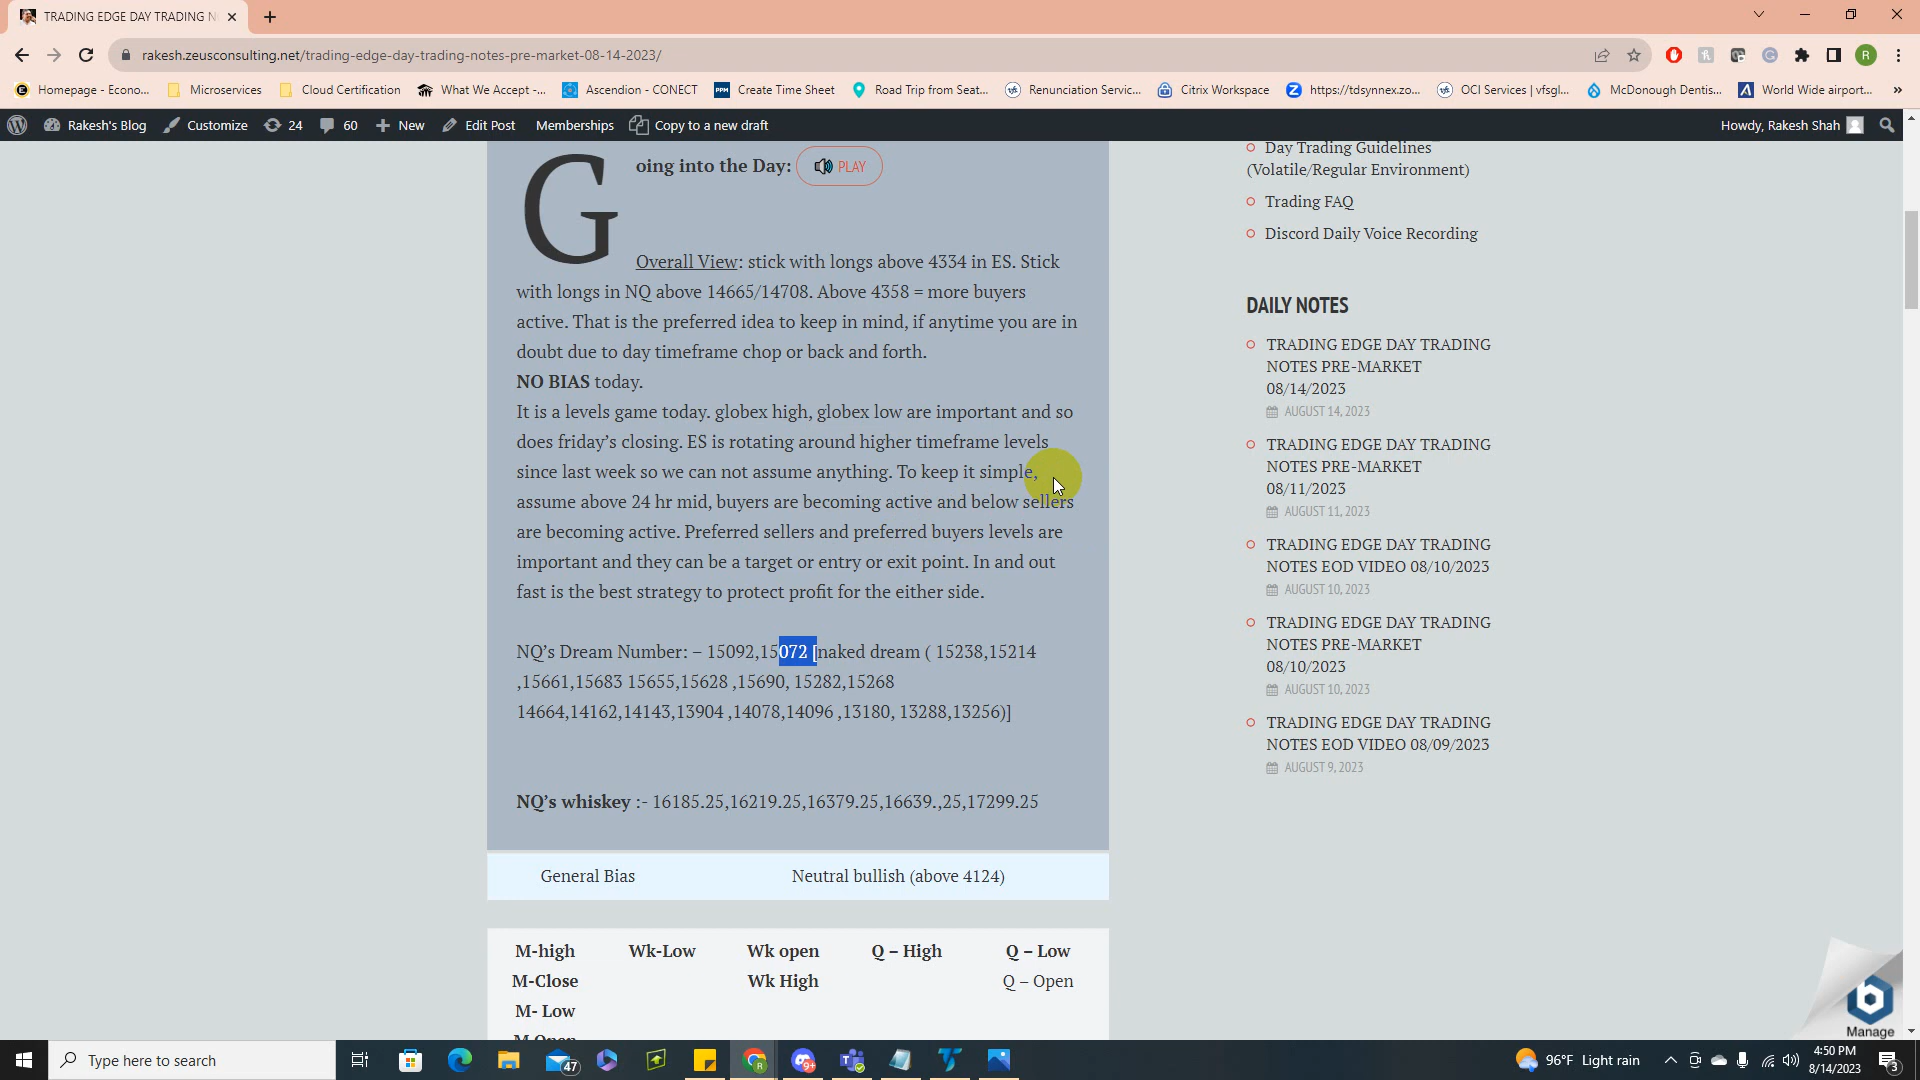 TRADING EDGE DAY TRADING N
rakesh.zeusconsulting.net/trading-edge-day-trading-notes-pre-market-08-14-2023/
R
Homepage - Econo...
Microservices
Cloud Certification
What We Accept -...
Ascendion - CONECT
PPM
Create Time Sheet
Road Trip from Seat...
Renunciation Servic...
Citrix Workspace
https://tdsynnex.zo...
OCI Services | vfsgl...
McDonough Dentis...
World Wide airport...
»
Rakesh's Blog
Customize
24
60
New
Edit Post
Memberships
Copy to a new draft
Howdy, Rakesh Shah
Going into the Day: PLAY
Overall View: stick with longs above 4334 in ES. Stick
with longs in NQ above 14665/14708. Above 4358 = more buyers
active. That is the preferred idea to keep in mind, if anytime you are in
doubt due to day timeframe chop or back and forth.
NO BIAS today.
It is a levels game today. globex high, globex low are important and so
does friday’s closing. ES is rotating around higher timeframe levels
since last week so we can not assume anything. To keep it simple,
assume above 24 hr mid, buyers are becoming active and below sellers
are becoming active. Preferred sellers and preferred buyers levels are
important and they can be a target or entry or exit point. In and out
fast is the best strategy to protect profit for the either side.
NQ’s Dream Number: – 15092,15072 [naked dream ( 15238,15214
,15661,15683 15655,15628 ,15690, 15282,15268
14664,14162,14143,13904 ,14078,14096 ,13180, 13288,13256)]
NQ’s whiskey :- 16185.25,16219.25,16379.25,16639.,25,17299.25
General Bias
Neutral bullish (above 4124)
M-high
Wk-Low
Wk open
Q – High
Q – Low
M-Close
Wk High
Q – Open
M- Low
M Open
Day Trading Guidelines
(Volatile/Regular Environment)
Trading FAQ
Discord Daily Voice Recording
DAILY NOTES
TRADING EDGE DAY TRADING
NOTES PRE-MARKET
08/14/2023
AUGUST 14, 2023
TRADING EDGE DAY TRADING
NOTES PRE-MARKET
08/11/2023
AUGUST 11, 2023
TRADING EDGE DAY TRADING
NOTES EOD VIDEO 08/10/2023
AUGUST 10, 2023
TRADING EDGE DAY TRADING
NOTES PRE-MARKET
08/10/2023
AUGUST 10, 2023
TRADING EDGE DAY TRADING
NOTES EOD VIDEO 08/09/2023
AUGUST 9, 2023
b
Manage
Type here to search
47
9+
96°F Light rain
4:50 PM
8/14/2023
3